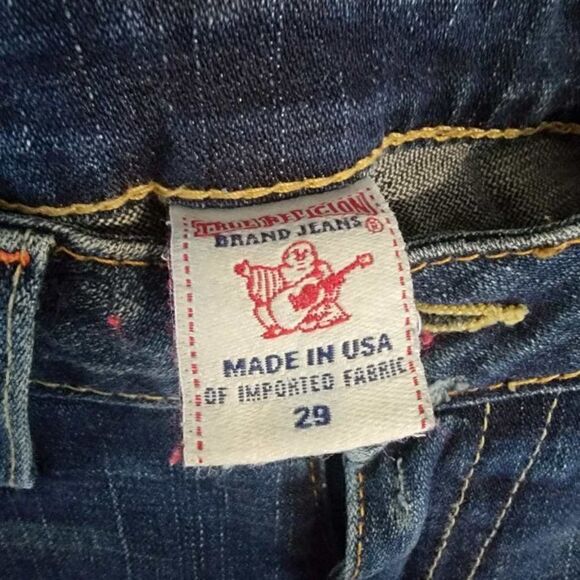 TRUE RELIGION
BRAND JEANS ®
MADE IN USA
OF IMPORTED FABRIC
29